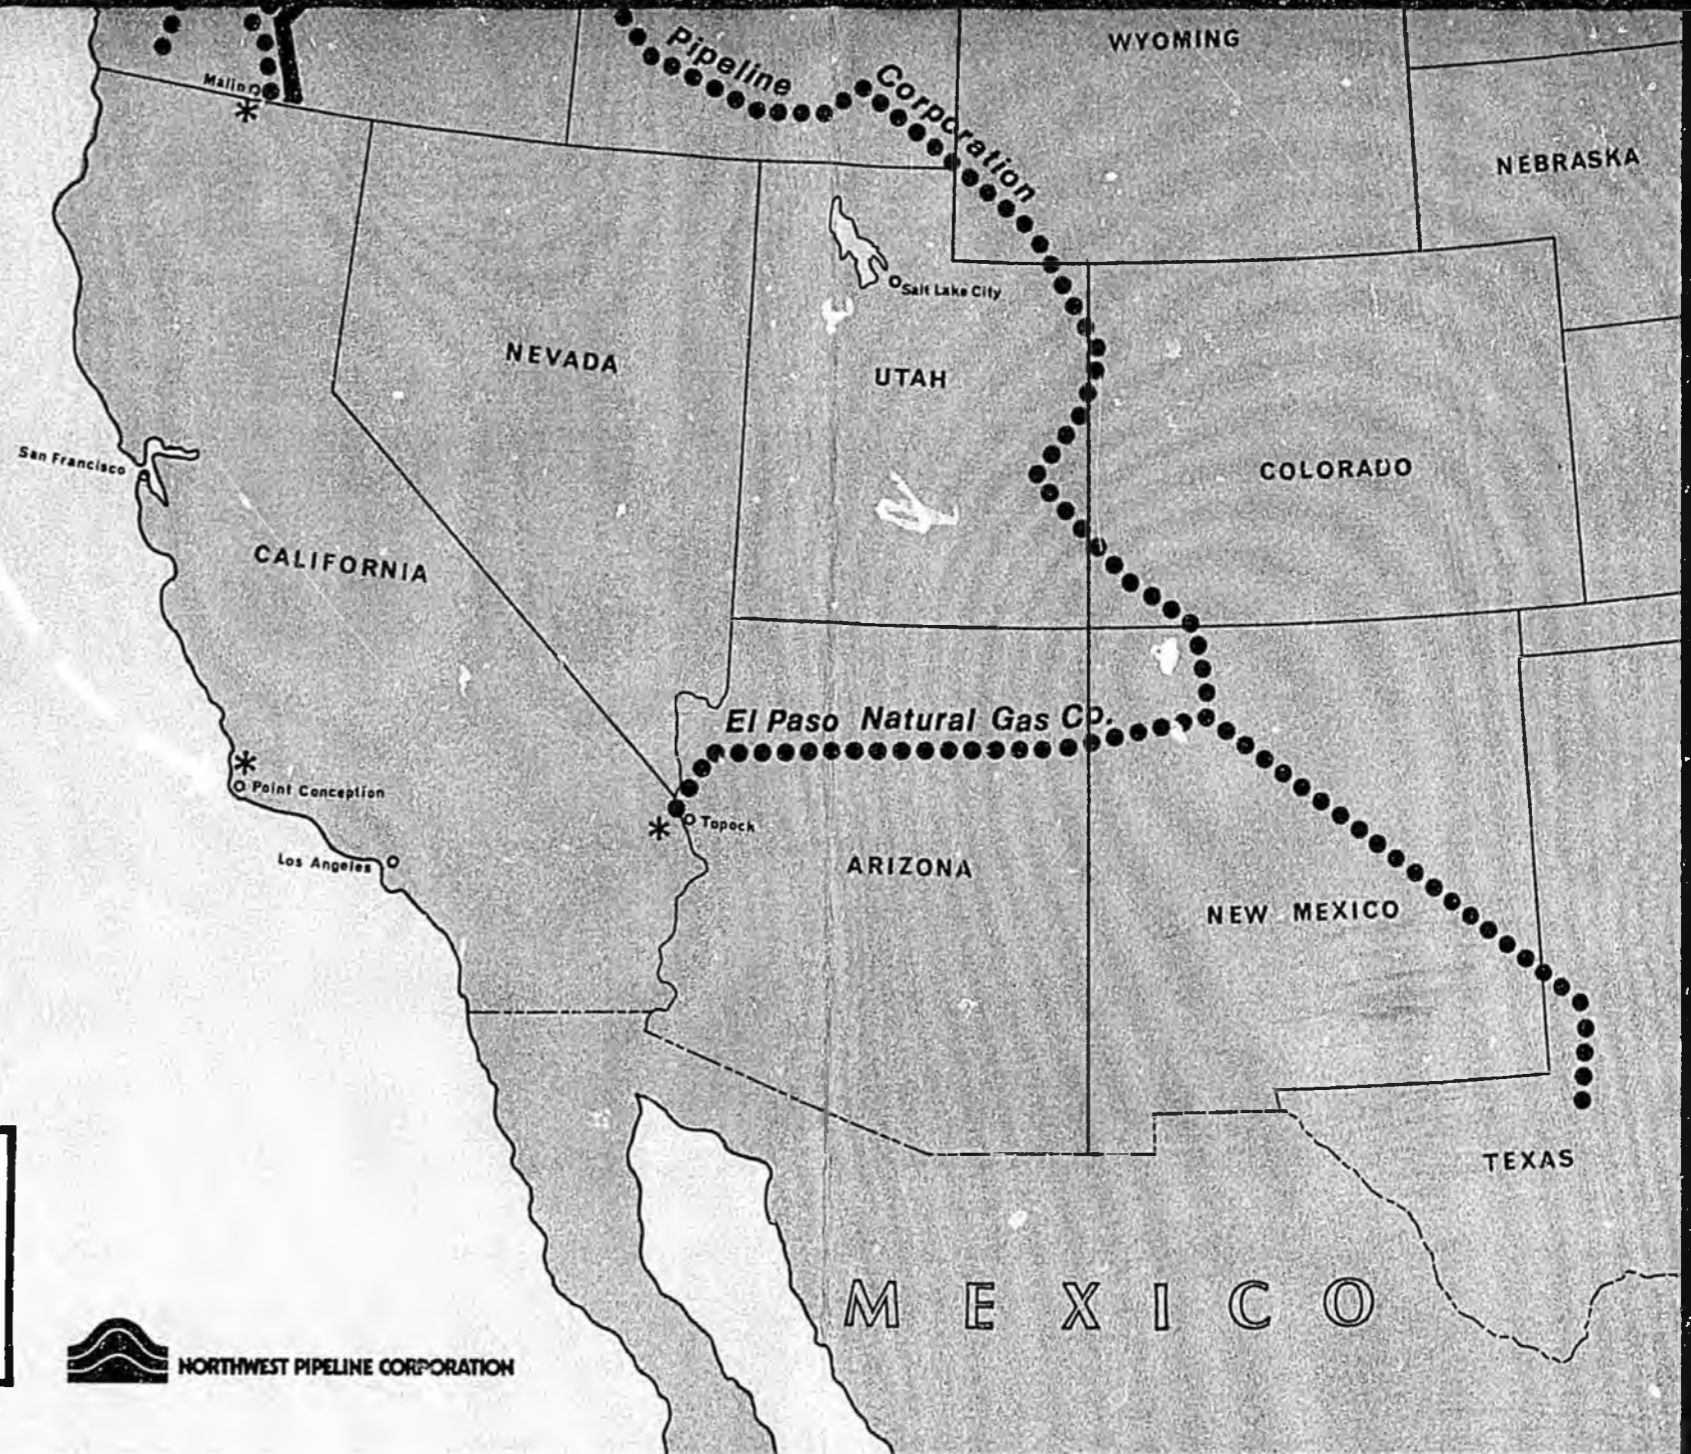 WYOMING
Pipeline
Corporation
Malin
NEBRASKA
Salt Lake City
NEVADA
UTAH
San Francisco
COLORADO
CALIFORNIA
El Paso Natural Gas Co.
Point Conception
Topock
Los Angeles
ARIZONA
NEW MEXICO
TEXAS
MEXICO
NORTHWEST PIPELINE CORPORATION